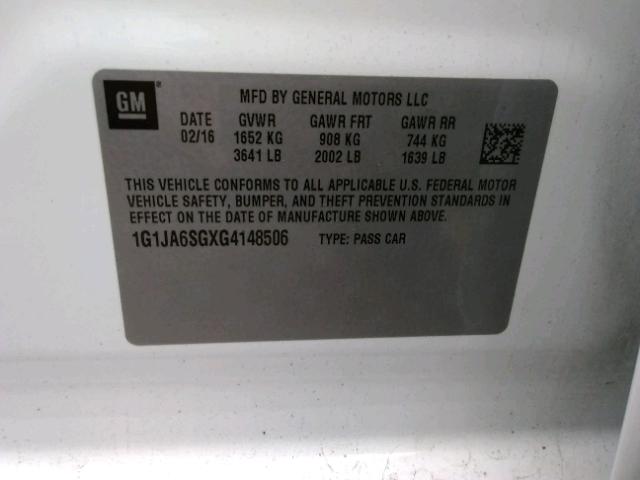 GM ®
MFD BY GENERAL MOTORS LLC
DATE GVWR GAWR FRT GAWR RR
02/16 1652 KG 908 KG 744 KG
3641 LB 2002 LB 1639 LB
THIS VEHICLE CONFORMS TO ALL APPLICABLE U.S. FEDERAL MOTOR
VEHICLE SAFETY, BUMPER, AND THEFT PREVENTION STANDARDS IN
EFFECT ON THE DATE OF MANUFACTURE SHOWN ABOVE.
1G1JA6SGXG4148506 TYPE: PASS CAR